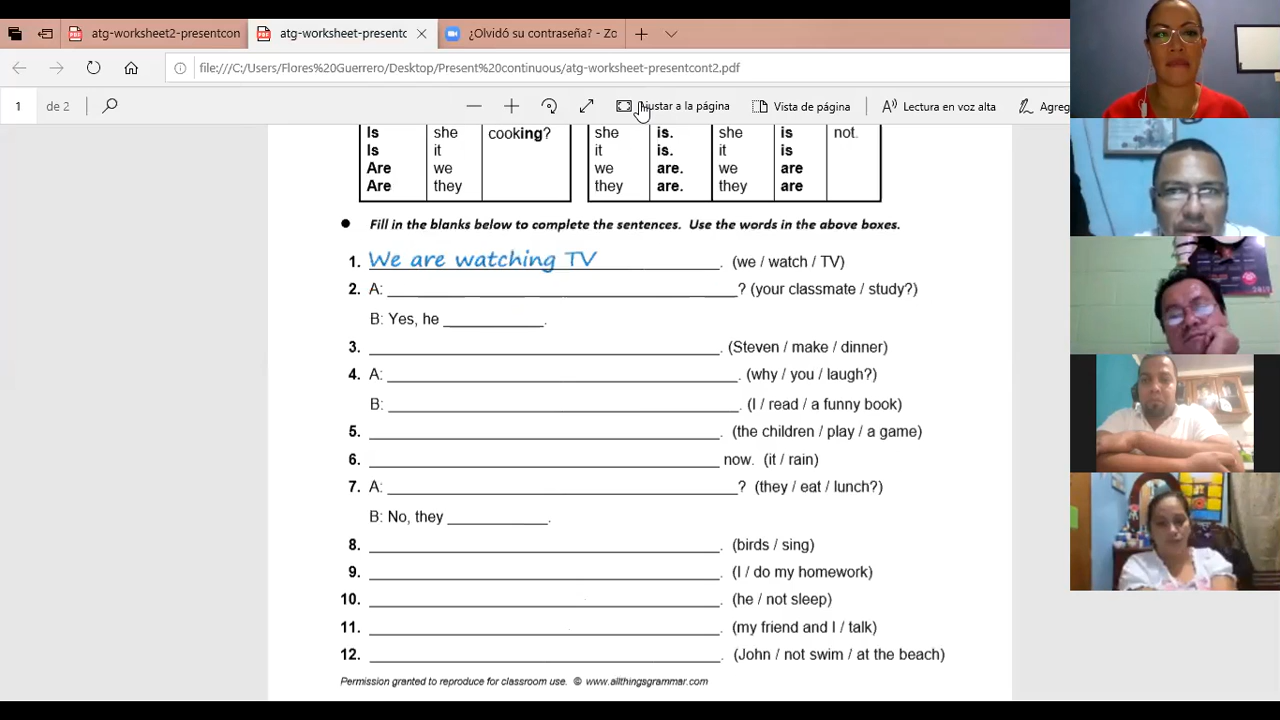 atg-worksheet2-presentcon
atg-worksheet-presentc
¿Olvidó su contraseña? - Zo
file:///C:/Users/Flores%20Guerrero/Desktop/Present%20continuous/atg-worksheet-presentcont2.pdf
1 de 2
Ajustar a la página
Vista de página
Lectura en voz alta
Agreg
Is she cooking? she is. she is not.
Is it it is. it is
Are we we are. we are
Are they they are. they are
Fill in the blanks below to complete the sentences. Use the words in the above boxes.
1. We are watching TV. (we / watch / TV)
2. A: ? (your classmate / study?)
B: Yes, he .
3. . (Steven / make / dinner)
4. A: . (why / you / laugh?)
B: . (I / read / a funny book)
5. . (the children / play / a game)
6. now. (it / rain)
7. A: ? (they / eat / lunch?)
B: No, they .
8. . (birds / sing)
9. . (I / do my homework)
10. . (he / not sleep)
11. . (my friend and I / talk)
12. . (John / not swim / at the beach)
Permission granted to reproduce for classroom use. © www.allthingsgrammar.com